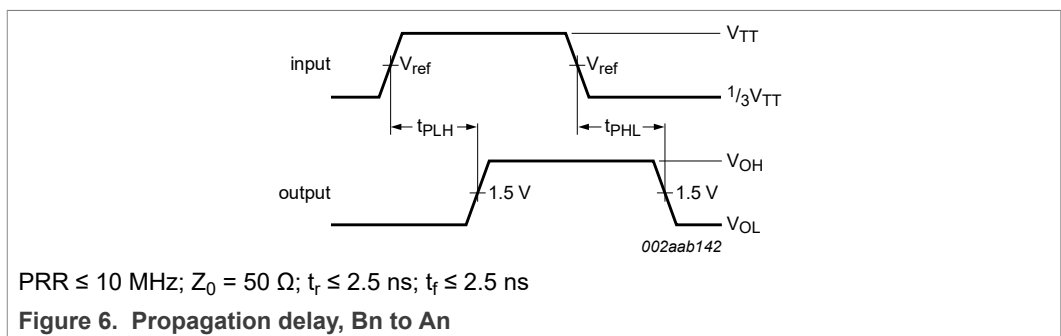 V_TT
input
V_ref
V_ref
1/3V_TT
t_PLH
t_PHL
V_OH
output
1.5 V
1.5 V
V_OL
002aab142
PRR ≤ 10 MHz; Z_0 = 50 Ω; t_r ≤ 2.5 ns; t_f ≤ 2.5 ns
Figure 6. Propagation delay, Bn to An